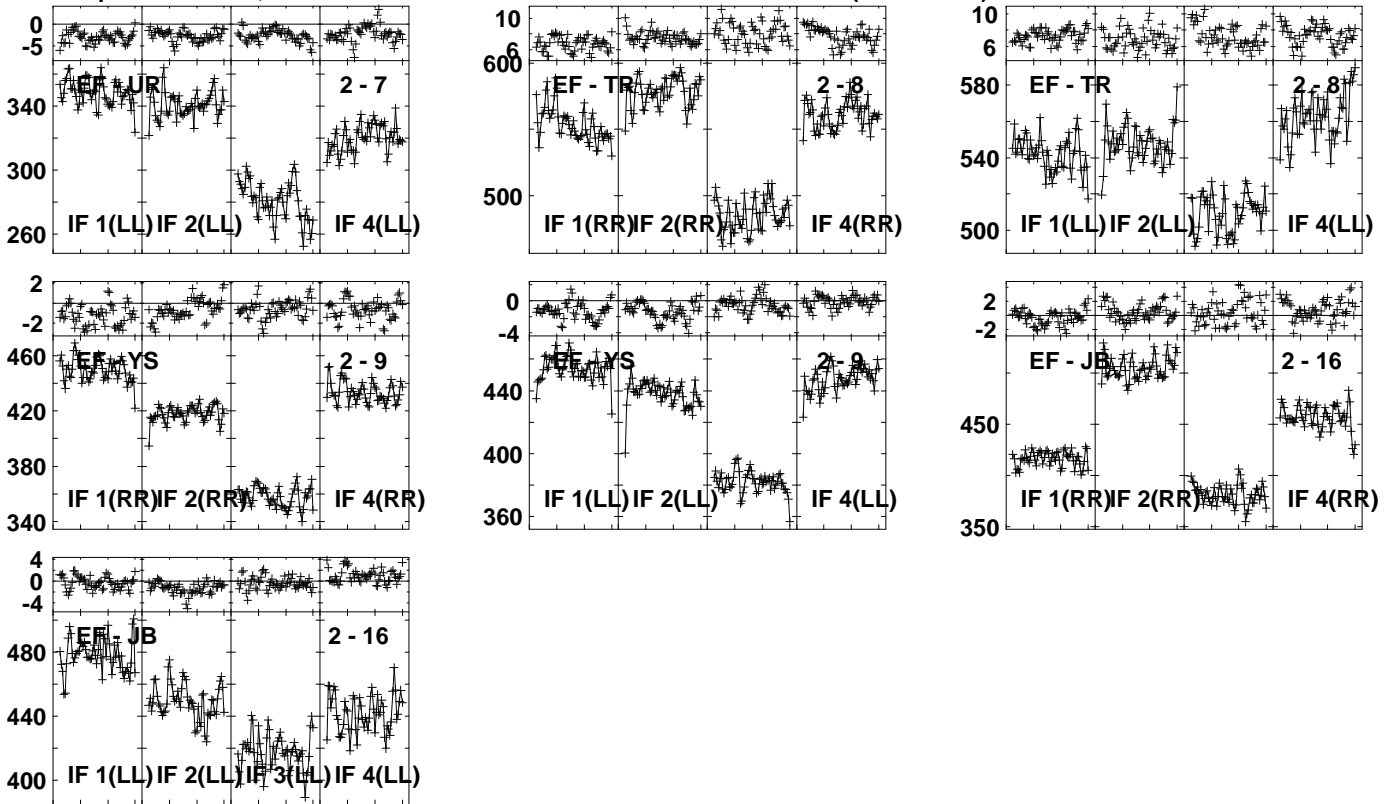 0
-5
EF - UR 2 - 7
340
300
260
IF 1(LL) IF 2(LL) IF 4(LL)
10
6
600
EF - TR 2 - 8
500
IF 1(RR) IF 2(RR) IF 4(RR)
10
6
580
EF - TR 2 - 8
540
500
IF 1(LL) IF 2(LL) IF 4(LL)
2
-2
460
EF - YS 2 - 9
420
380
340
IF 1(RR) IF 2(RR) IF 4(RR)
0
-4
EF - YS 2 - 9
440
400
360
IF 1(LL) IF 2(LL) IF 4(LL)
2
-2
EF - JB 2 - 16
450
350
IF 1(RR) IF 2(RR) IF 4(RR)
4
0
-4
EF - JB 2 - 16
480
440
400
IF 1(LL) IF 2(LL) IF 3(LL) IF 4(LL)